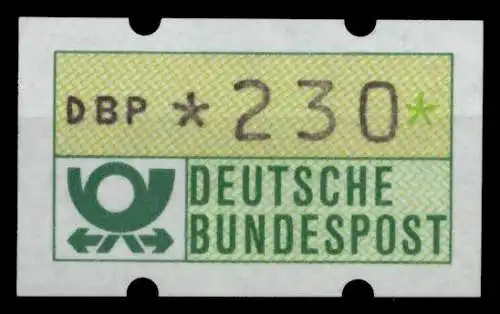 DBP *230*
DEUTSCHE
BUNDESPOST